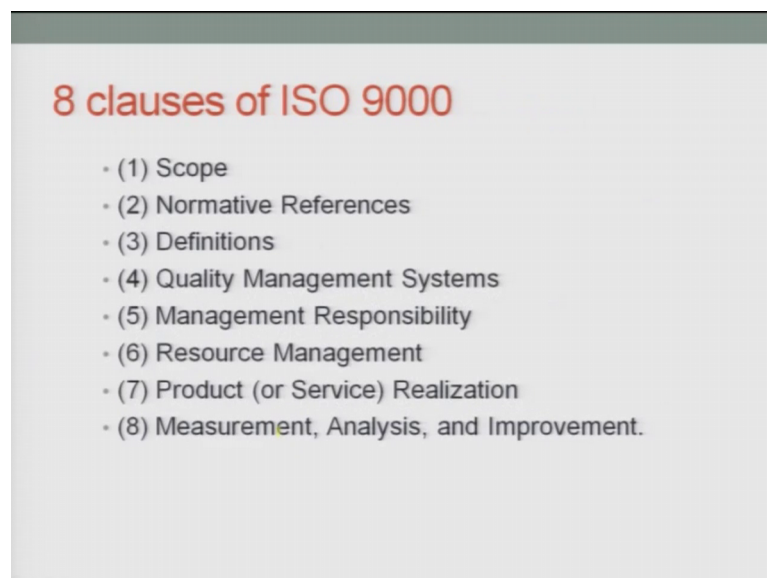 8 clauses of ISO 9000
• (1) Scope
• (2) Normative References
• (3) Definitions
• (4) Quality Management Systems
• (5) Management Responsibility
• (6) Resource Management
• (7) Product (or Service) Realization
• (8) Measurement, Analysis, and Improvement.